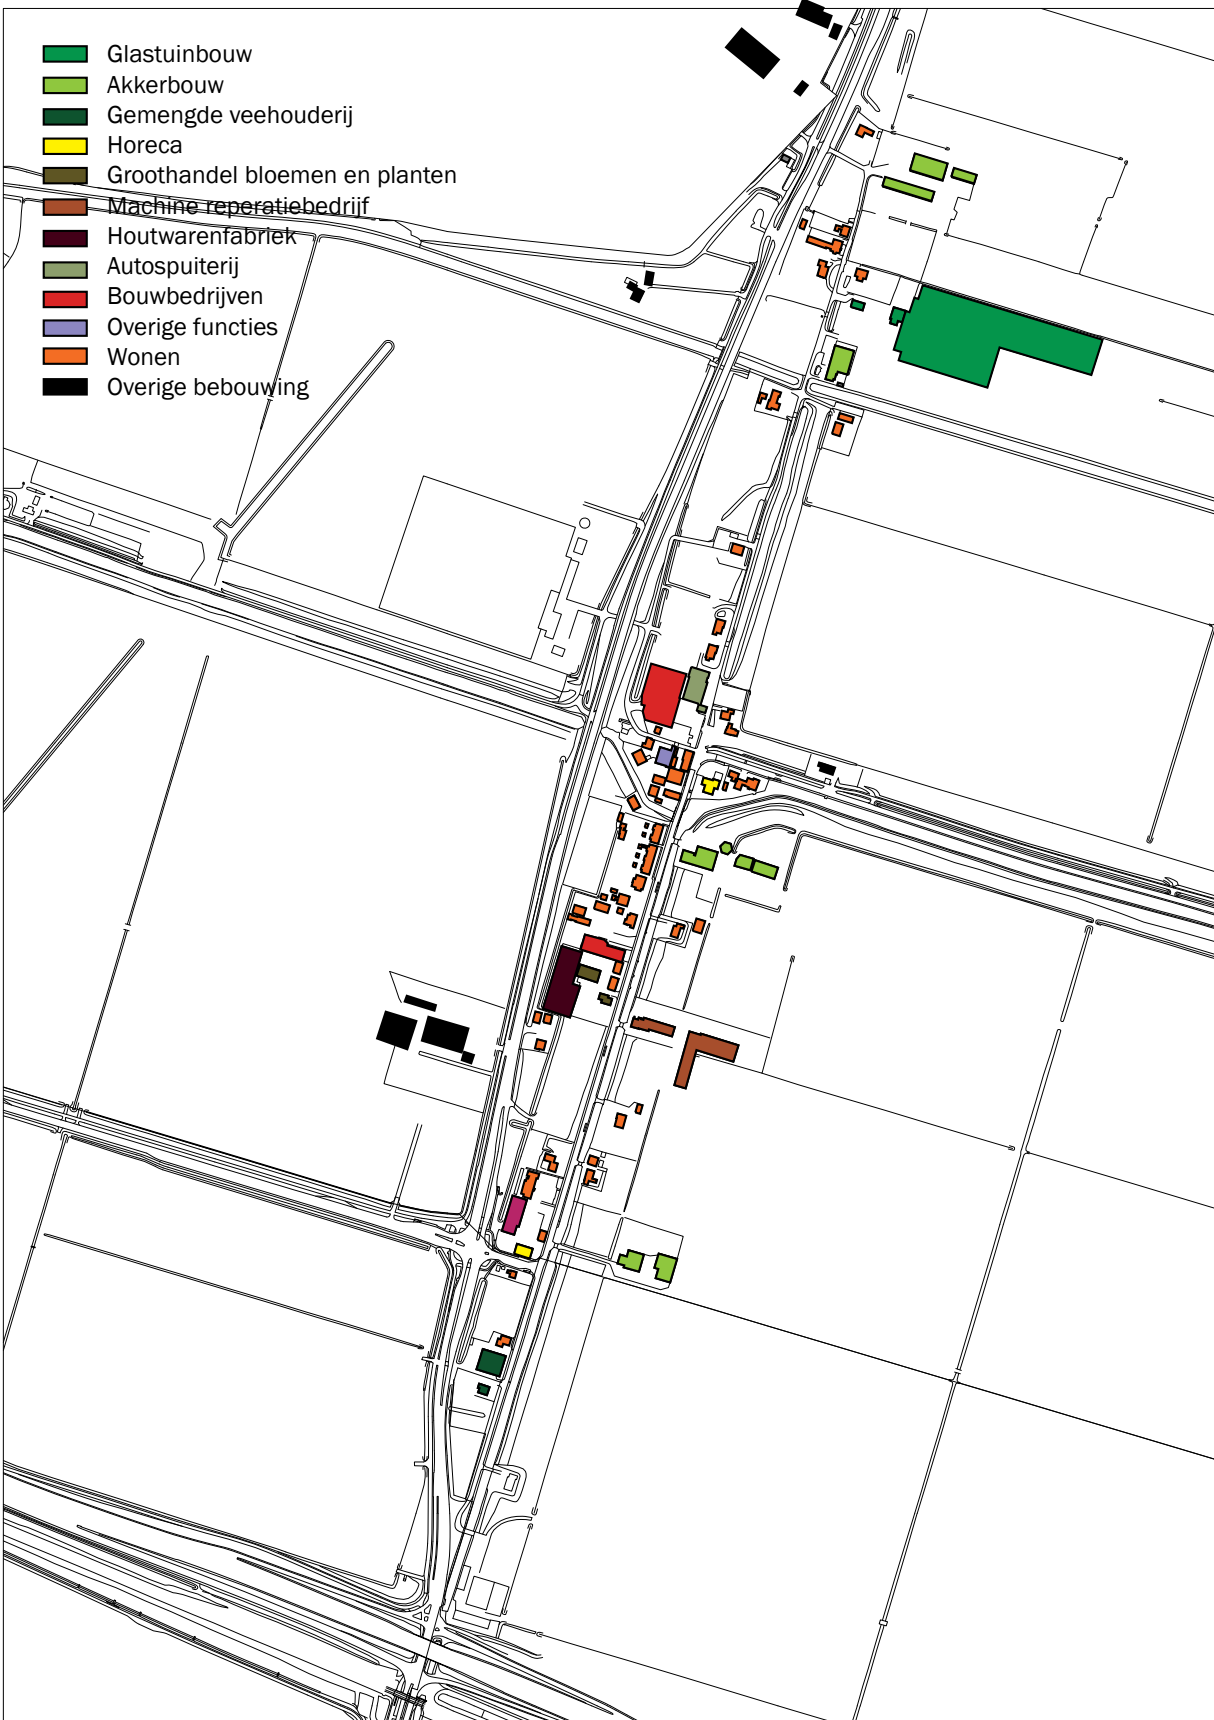 Glastuinbouw
Akkerbouw
Gemengde veehouderij
Horeca
Groothandel bloemen en planten
Machine reperatiebedrijf
Houtwarenfabriek
Autospuiterij
Bouwbedrijven
Overige functies
Wonen
Overige bebouwing